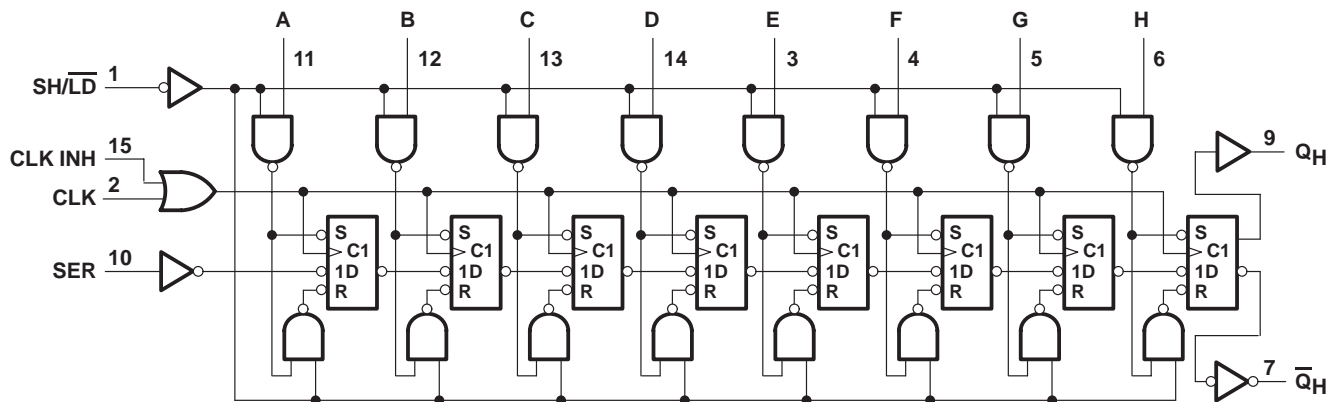 A B C D E F G H
11 12 13 14 3 4 5 6
SH/LD 1
CLK INH 15
CLK 2
9 QH
S S S S S S S S
C1 C1 C1 C1 C1 C1 C1 C1
SER 10
1D 1D 1D 1D 1D 1D 1D 1D
R R R R R R R R
7 QH